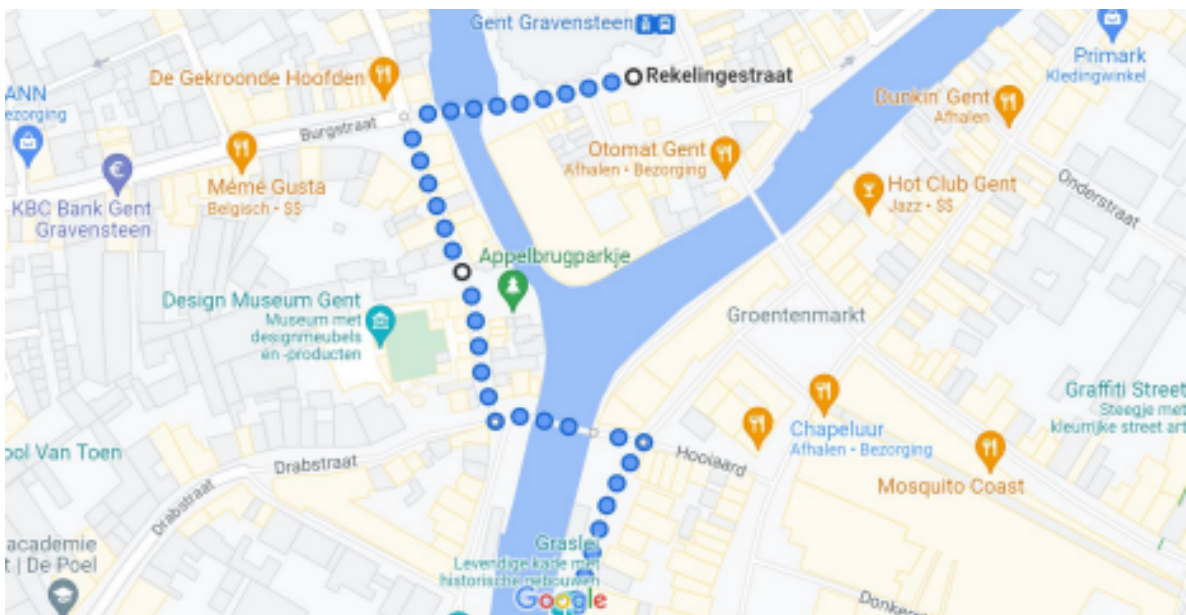 Gent Gravensteen
Rekelingestraat
De Gekroonde Hoofden
Primark
Kledingwinkel
ANN
ezorging
Dunkin' Gent
Afhalen
Burgstraat
Otomat Gent
Afhalen • Bezorging
Mémé Gusta
Belgisch • $$
Hot Club Gent
Jazz • $$
Onderstraat
KBC Bank Gent
Gravensteen
Appelbrugparkje
Design Museum Gent
Museum met
designmeubels
en -producten
Groentenmarkt
Graffiti Street
Steegje met
kleurrijke street art
Chapeluur
Afhalen • Bezorging
ool Van Toen
Drabstraat
Hooiaard
Mosquito Coast
Drabstraat
academie
t | De Poel
Graslei
Levendige kade met
historische gebouwen
Google
Donkers